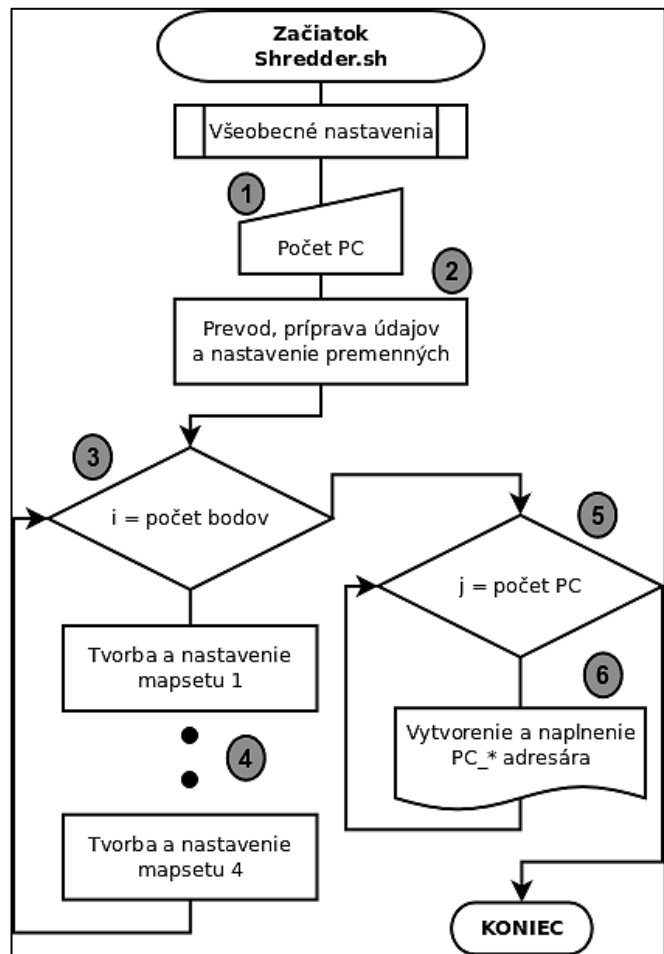 Začiatok
Shredder.sh
Všeobecné nastavenia
1
Počet PC
2
Prevod, príprava údajov
a nastavenie premenných
3
i = počet bodov
Tvorba a nastavenie
mapsetu 1
4
Tvorba a nastavenie
mapsetu 4
5
j = počet PC
6
Vytvorenie a naplnenie
PC_* adresára
KONIEC